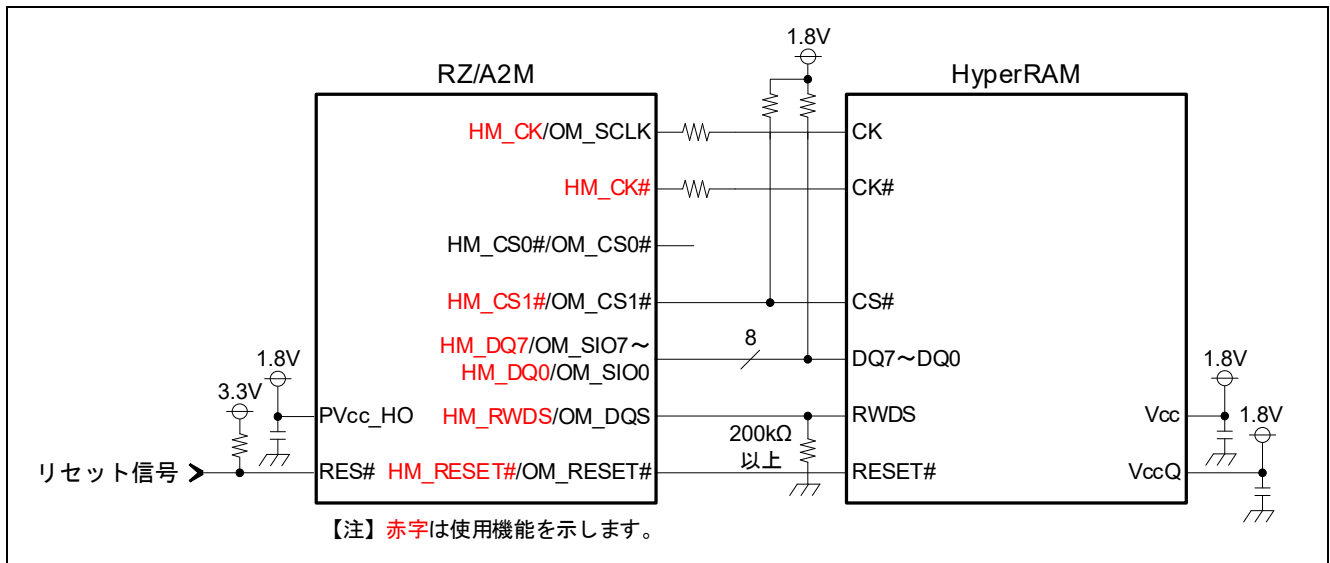 1.8V
RZ/A2M
HyperRAM
HM_CK/OM_SCLK
CK
HM_CK#
CK#
HM_CS0#/OM_CS0#
HM_CS1#/OM_CS1#
CS#
HM_DQ7/OM_SIO7～
HM_DQ0/OM_SIO0
8
DQ7～DQ0
1.8V
3.3V
PVcc_HO
HM_RWDS/OM_DQS
RWDS
200kΩ
以上
Vcc
1.8V
1.8V
リセット信号
RES#
HM_RESET#/OM_RESET#
RESET#
VccQ
【注】赤字は使用機能を示します。